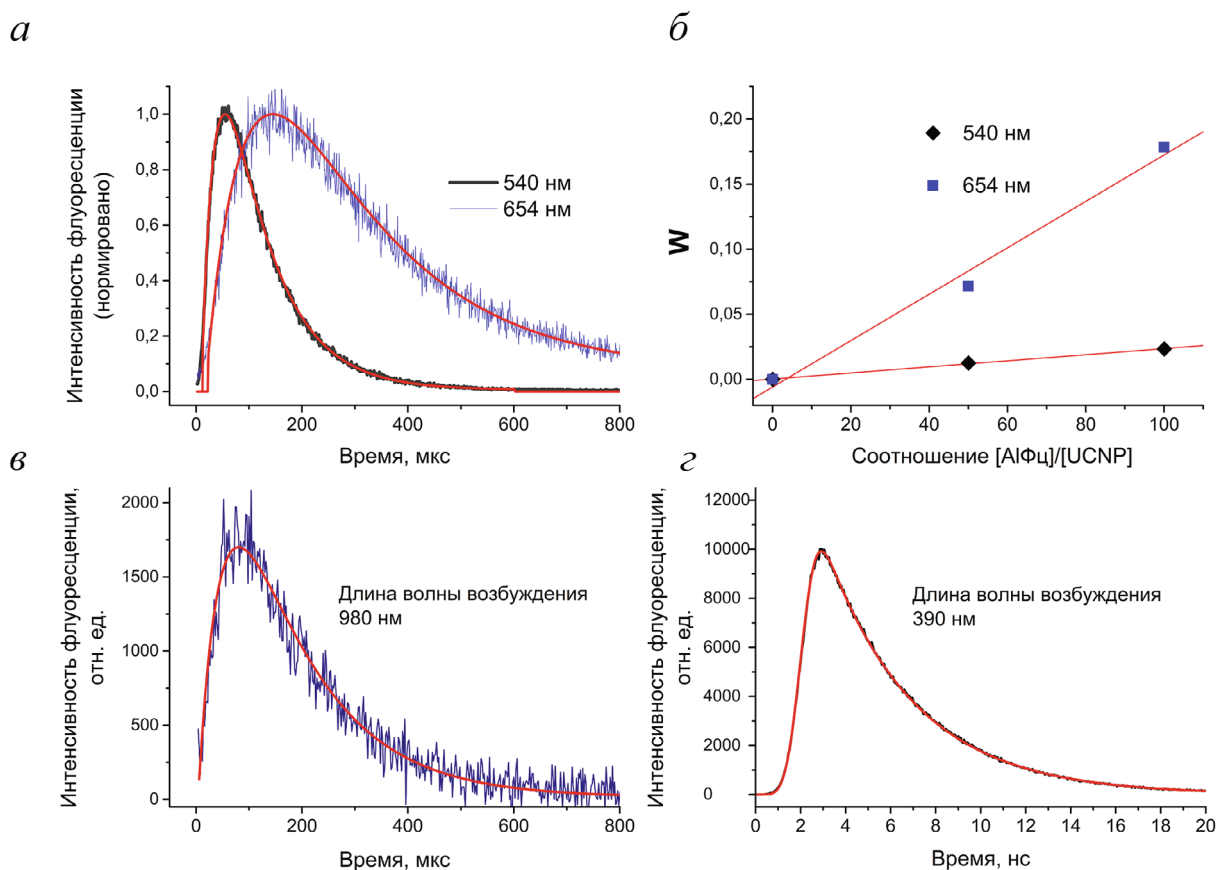 а
Интенсивность флуоресценции
(нормировано)
1,0
0,8
0,6
0,4
0,2
0,0
540 нм
654 нм
0
200
400
600
800
Время, мкс
б
W
0,20
0,15
0,10
0,05
0,00
540 нм
654 нм
0
20
40
60
80
100
Соотношение [AlФц]/[UCNP]
в
Интенсивность флуоресценции,
отн. ед.
2000
1500
1000
500
0
Длина волны возбуждения
980 нм
0
200
400
600
800
Время, мкс
г
Интенсивность флуоресценции,
отн. ед.
12000
10000
8000
6000
4000
2000
0
Длина волны возбуждения
390 нм
0
2
4
6
8
10
12
14
16
18
20
Время, нс